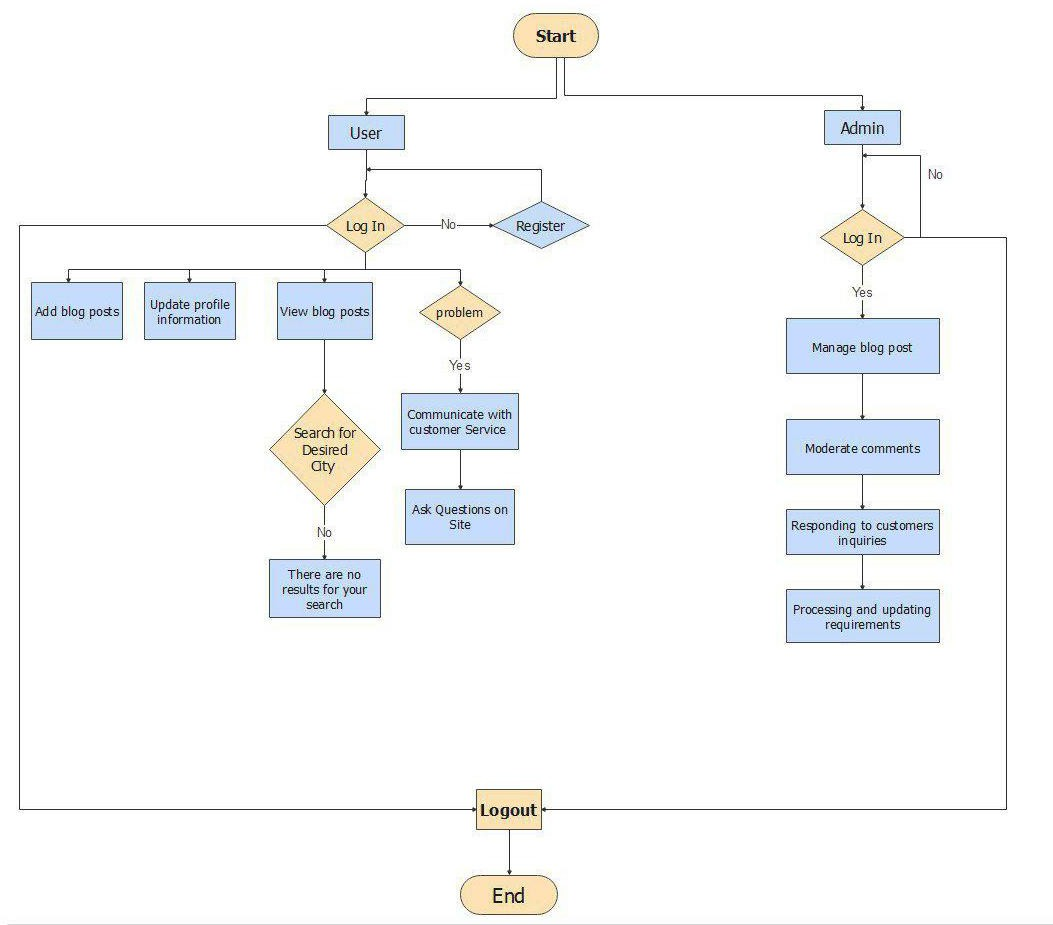 Start
User
Admin
No
Log In
No
Register
Log In
Add blog posts
Update profile
information
View blog posts
problem
Yes
Yes
Manage blog post
Communicate with
customer Service
Search for
Desired
City
Moderate comments
Ask Questions on
Site
No
Responding to customers
inquiries
There are no
results for your
search
Processing and updating
requirements
Logout
End